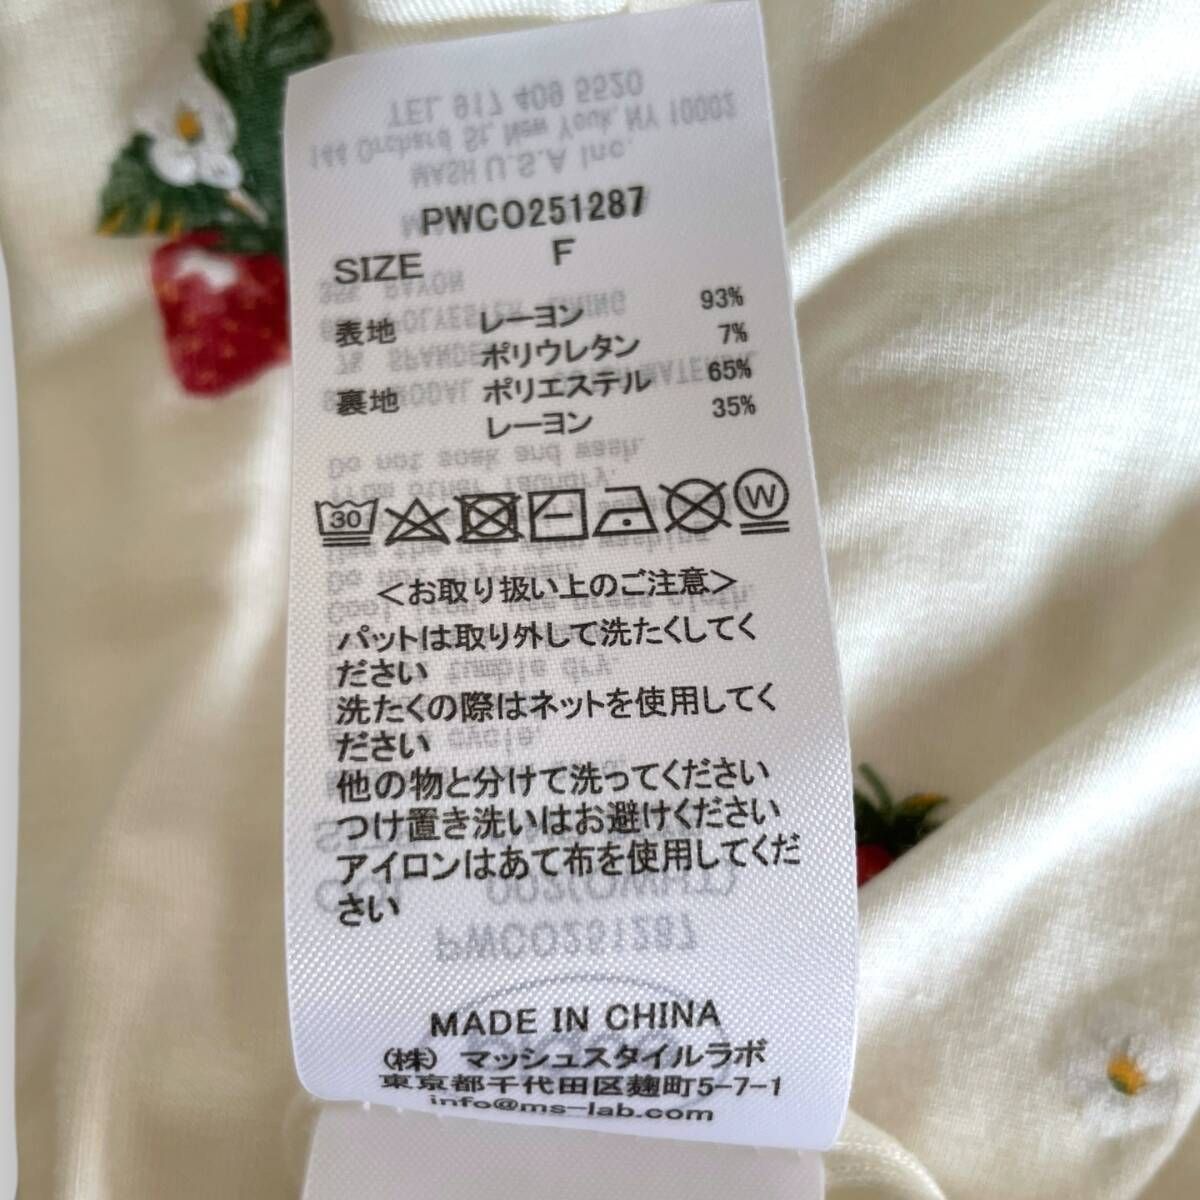 PWCO251287
SIZE F
表地 レーヨン 93%
ポリウレタン 7%
裏地 ポリエステル 65%
レーヨン 35%
30 W
<お取り扱い上のご注意>
パットは取り外して洗たくしてく
ださい
洗たくの際はネットを使用してく
ださい
他の物と分けて洗ってください
つけ置き洗いはお避けください
アイロンはあて布を使用してくだ
さい
MADE IN CHINA
(株) マッシュスタイルラボ
東京都千代田区麹町5-7-1
info@ms-lab.com